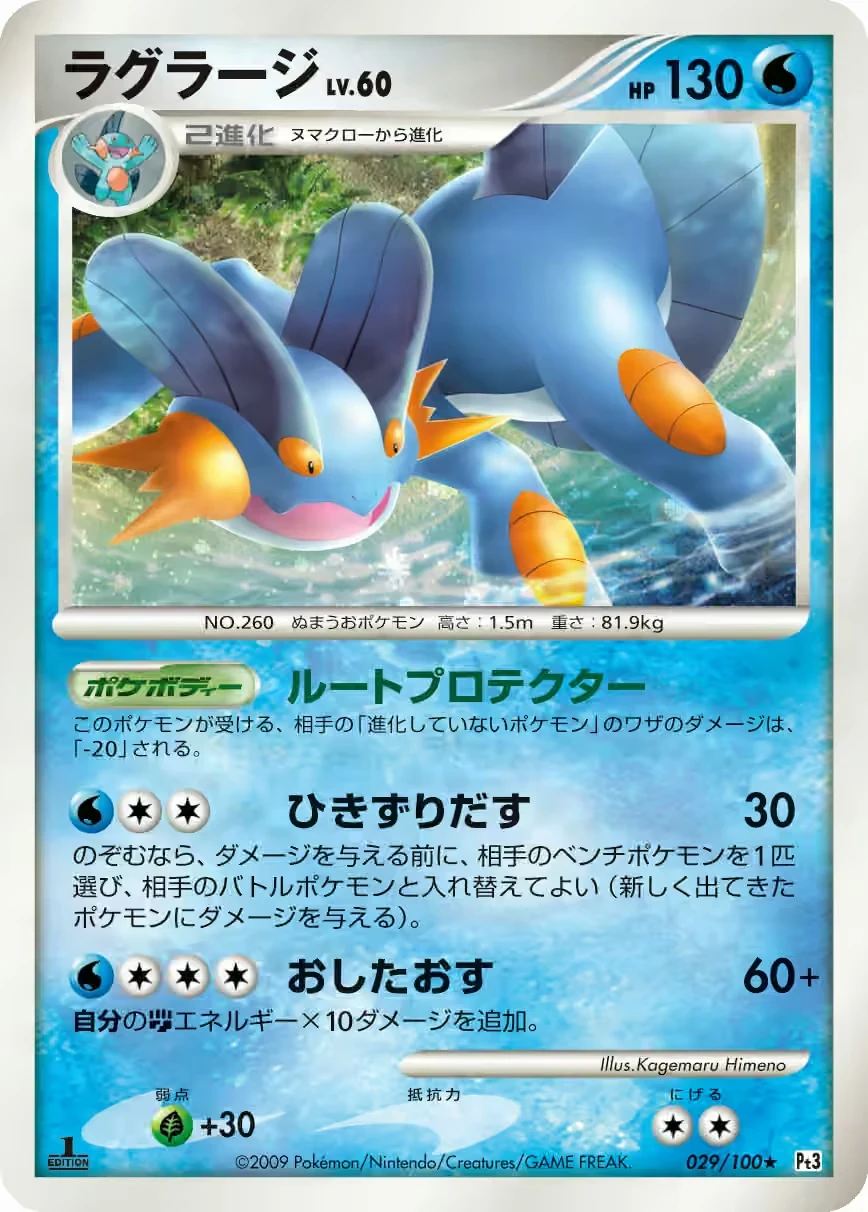 ラグラージ LV.60 HP 130
2進化 ヌマクローから進化
NO.260 ぬまうおポケモン 高さ：1.5m 重さ：81.9kg
ポケボディー ルートプロテクター
このポケモンが受ける、相手の「進化していないポケモン」のワザのダメージは、
「-20」される。
ひきずりだす 30
のぞむなら、ダメージを与える前に、相手のベンチポケモンを1匹
選び、相手のバトルポケモンと入れ替えてよい（新しく出てきた
ポケモンにダメージを与える）。
おしたおす 60+
自分のエネルギー×10ダメージを追加。
Illus.Kagemaru Himeno
弱点 抵抗力 にげる
+30
1 EDITION
©2009 Pokémon/Nintendo/Creatures/GAME FREAK. 029/100★ Pt3